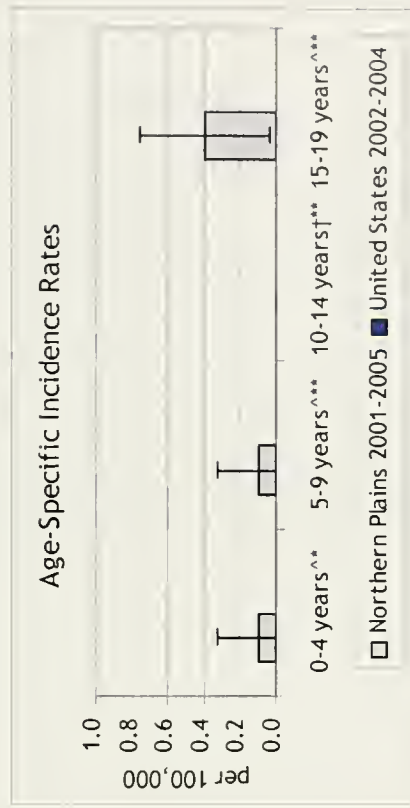 Age-Specific Incidence Rates
per 100,000
1.0
0.8
0.6
0.4
0.2
0.0
0-4 years^** 5-9 years^** 10-14 years†** 15-19 years^**
Northern Plains 2001-2005 United States 2002-2004